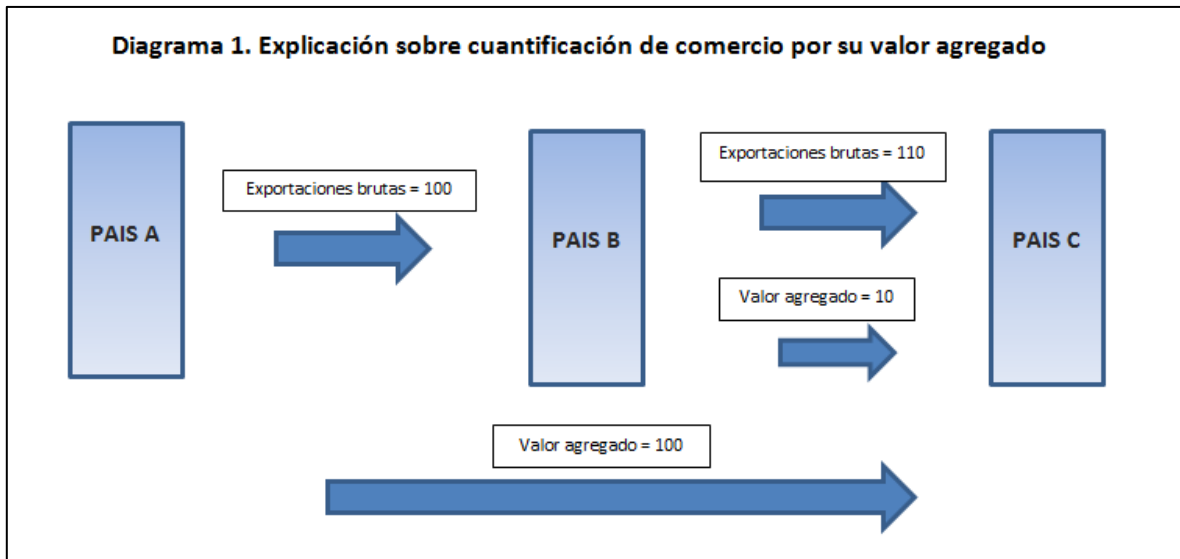 Diagrama 1. Explicación sobre cuantificación de comercio por su valor agregado
Exportaciones brutas = 110
Exportaciones brutas = 100
PAIS A
PAIS B
PAIS C
Valor agregado = 10
Valor agregado = 100